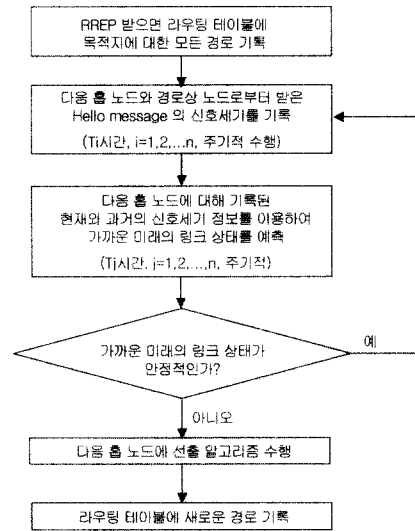 RREP 받으면 라우팅 테이블에
목적지에 대한 모든 경로 기록
다음 홉 노드와 경로상 노드로부터 받은
Hello message 의 신호세기를 기록
(Ti시간, i=1,2,...n, 주기적 수행)
다음 홉 노드에 대해 기록된
현재와 과거의 신호세기 정보를 이용하여
가까운 미래의 링크 상태를 예측
(Tj시간, j=1,2,...,n, 주기적)
가까운 미래의 링크 상태가
안정적인가?
예
아니오
다음 홉 노드에 선출 알고리즘 수행
라우팅 테이블에 새로운 경로 기록